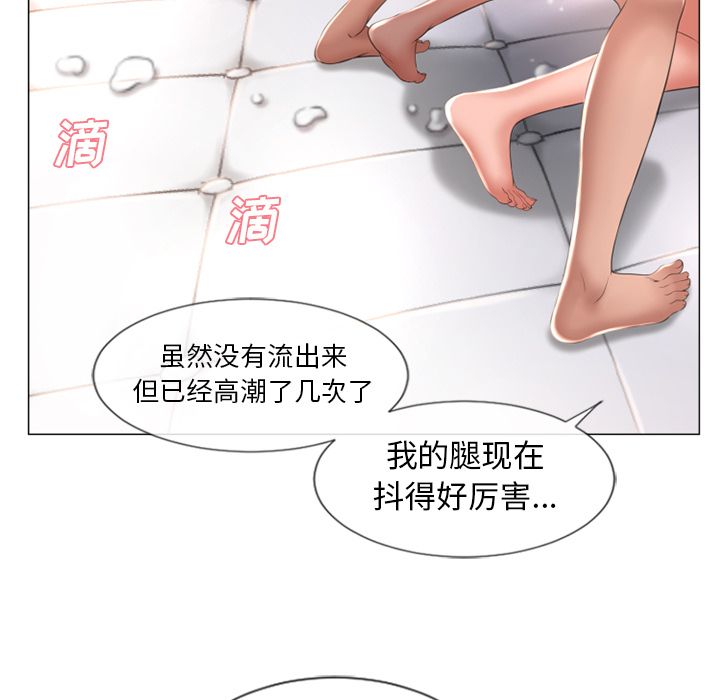 滴
滴
虽然没有流出来
但已经高潮了几次了
我的腿现在
抖得好厉害...